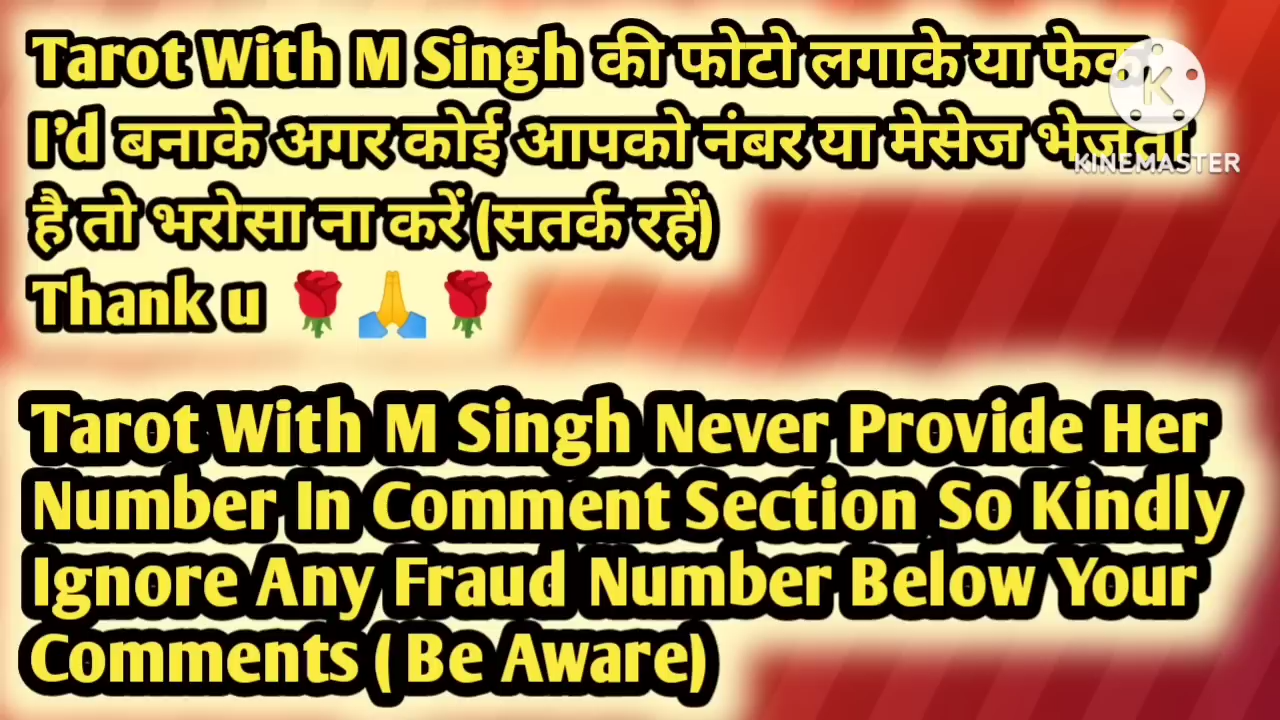 Tarot With M Singh की फोटो लगाके या फेक
I'd बनाके अगर कोई आपको नंबर या मेसेज भेजता
है तो भरोसा ना करें (सतर्क रहें)
Thank u 🌹🙏🌹
Tarot With M Singh Never Provide Her
Number In Comment Section So Kindly
Ignore Any Fraud Number Below Your
Comments ( Be Aware)
K
KINEMASTER